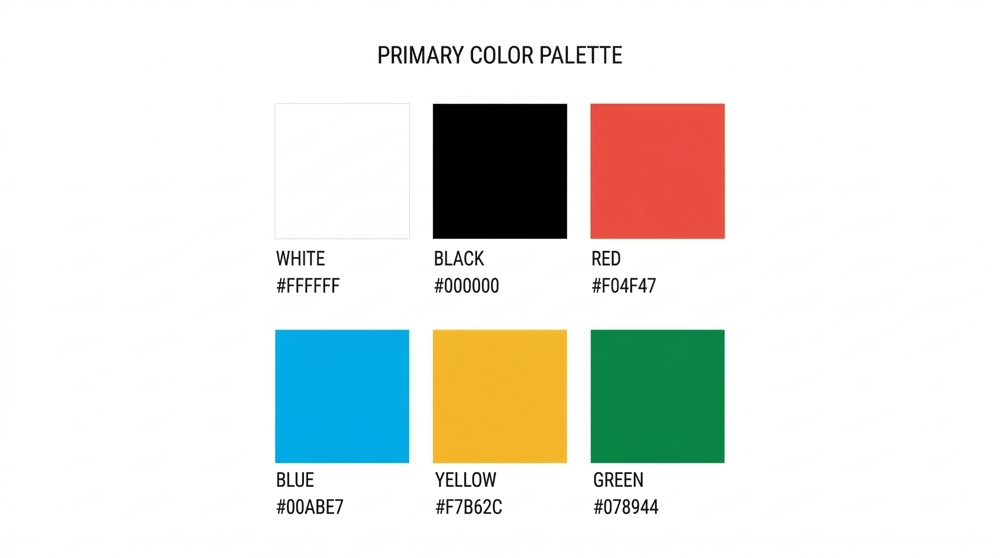 PRIMARY COLOR PALETTE
WHITE
#FFFFFF
BLACK
#000000
RED
#F04F47
BLUE
#00ABE7
YELLOW
#F7B62C
GREEN
#078944